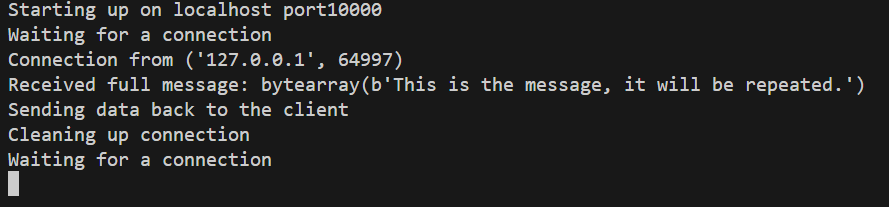 Starting up on localhost port10000
Waiting for a connection
Connection from ('127.0.0.1', 64997)
Received full message: bytearray(b'This is the message, it will be repeated.')
Sending data back to the client
Cleaning up connection
Waiting for a connection